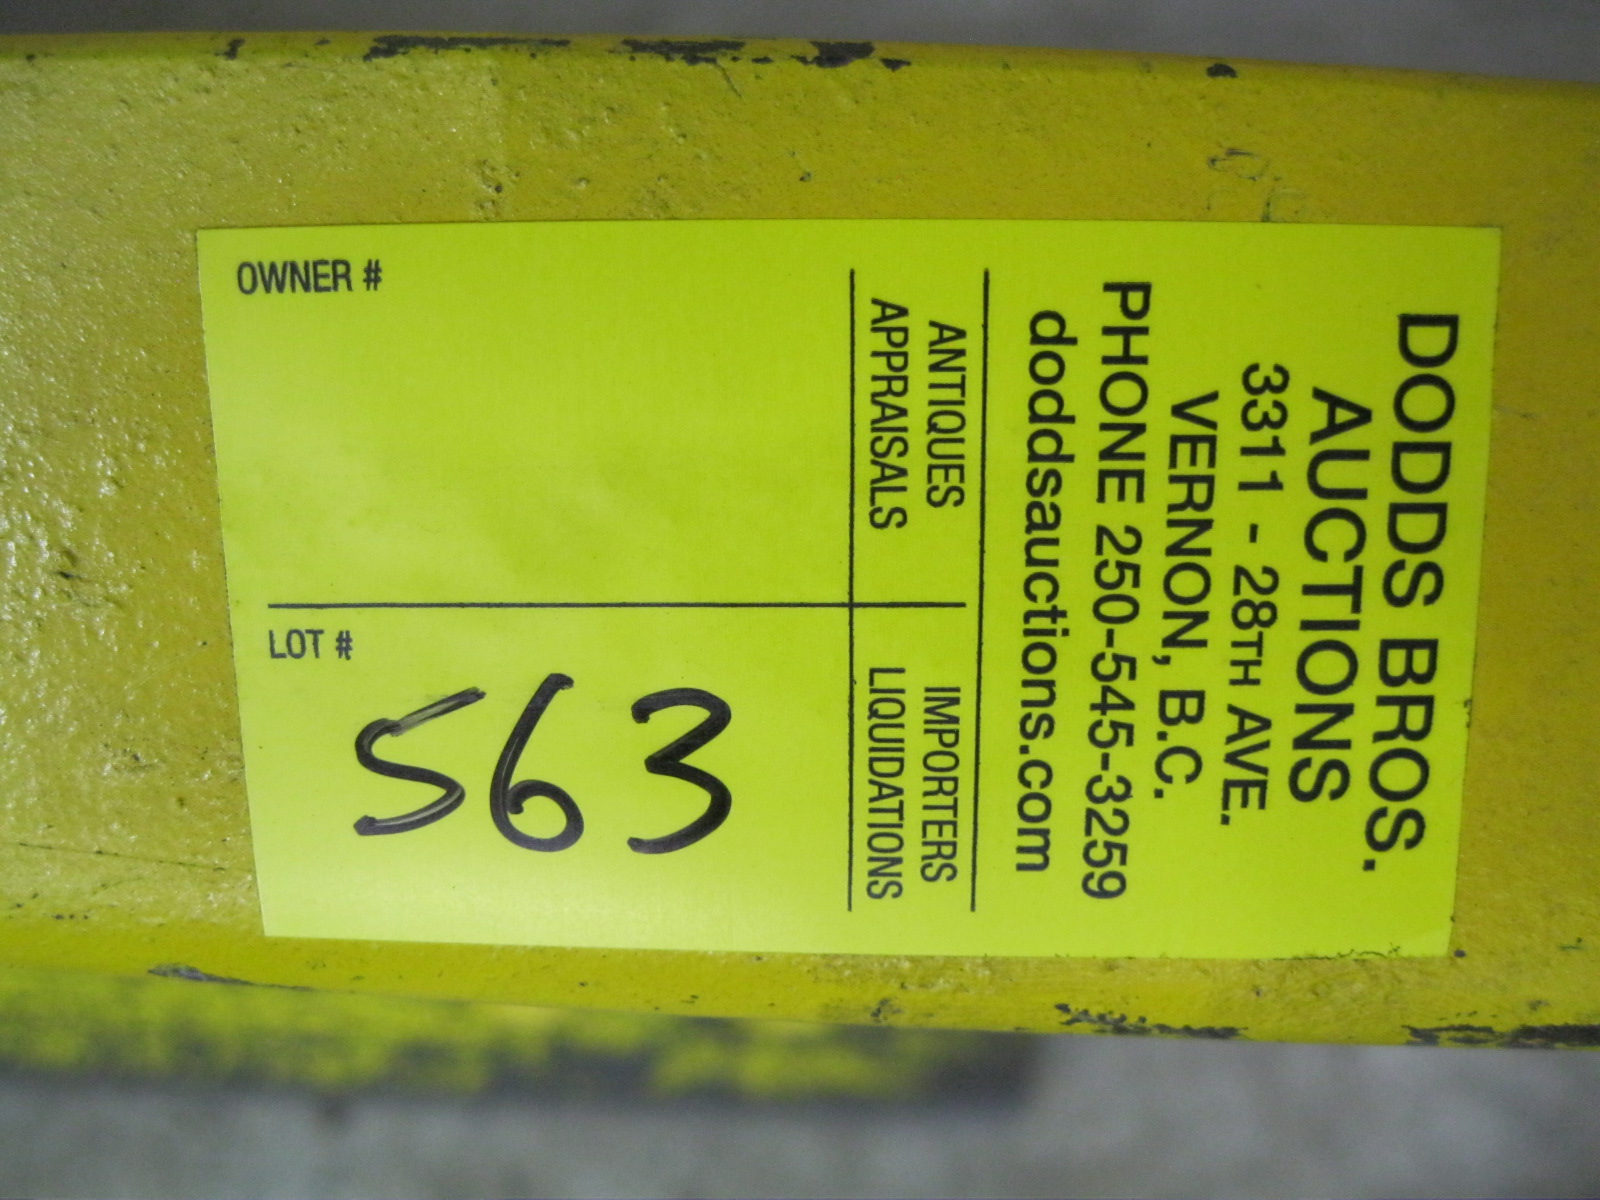 DODDS BROS.
AUCTIONS
3311 - 28TH AVE.
VERNON, B.C.
PHONE 250-545-3259
doddsauctions.com
ANTIQUES
APPRAISALS
IMPORTERS
LIQUIDATIONS
OWNER #
LOT #
563